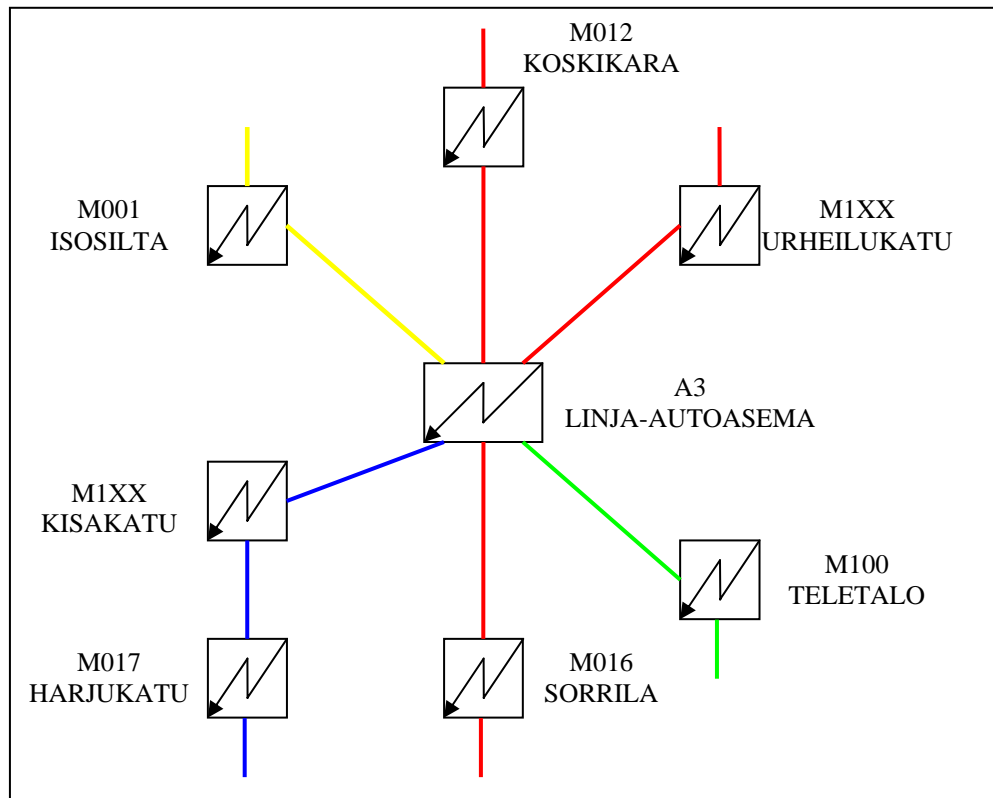 M012
KOSKIKARA
M001
ISOSILTA
M1XX
URHEILUKATU
A3
LINJA-AUTOASEMA
M1XX
KISAKATU
M100
TELETALO
M017
HARJUKATU
M016
SORRILA